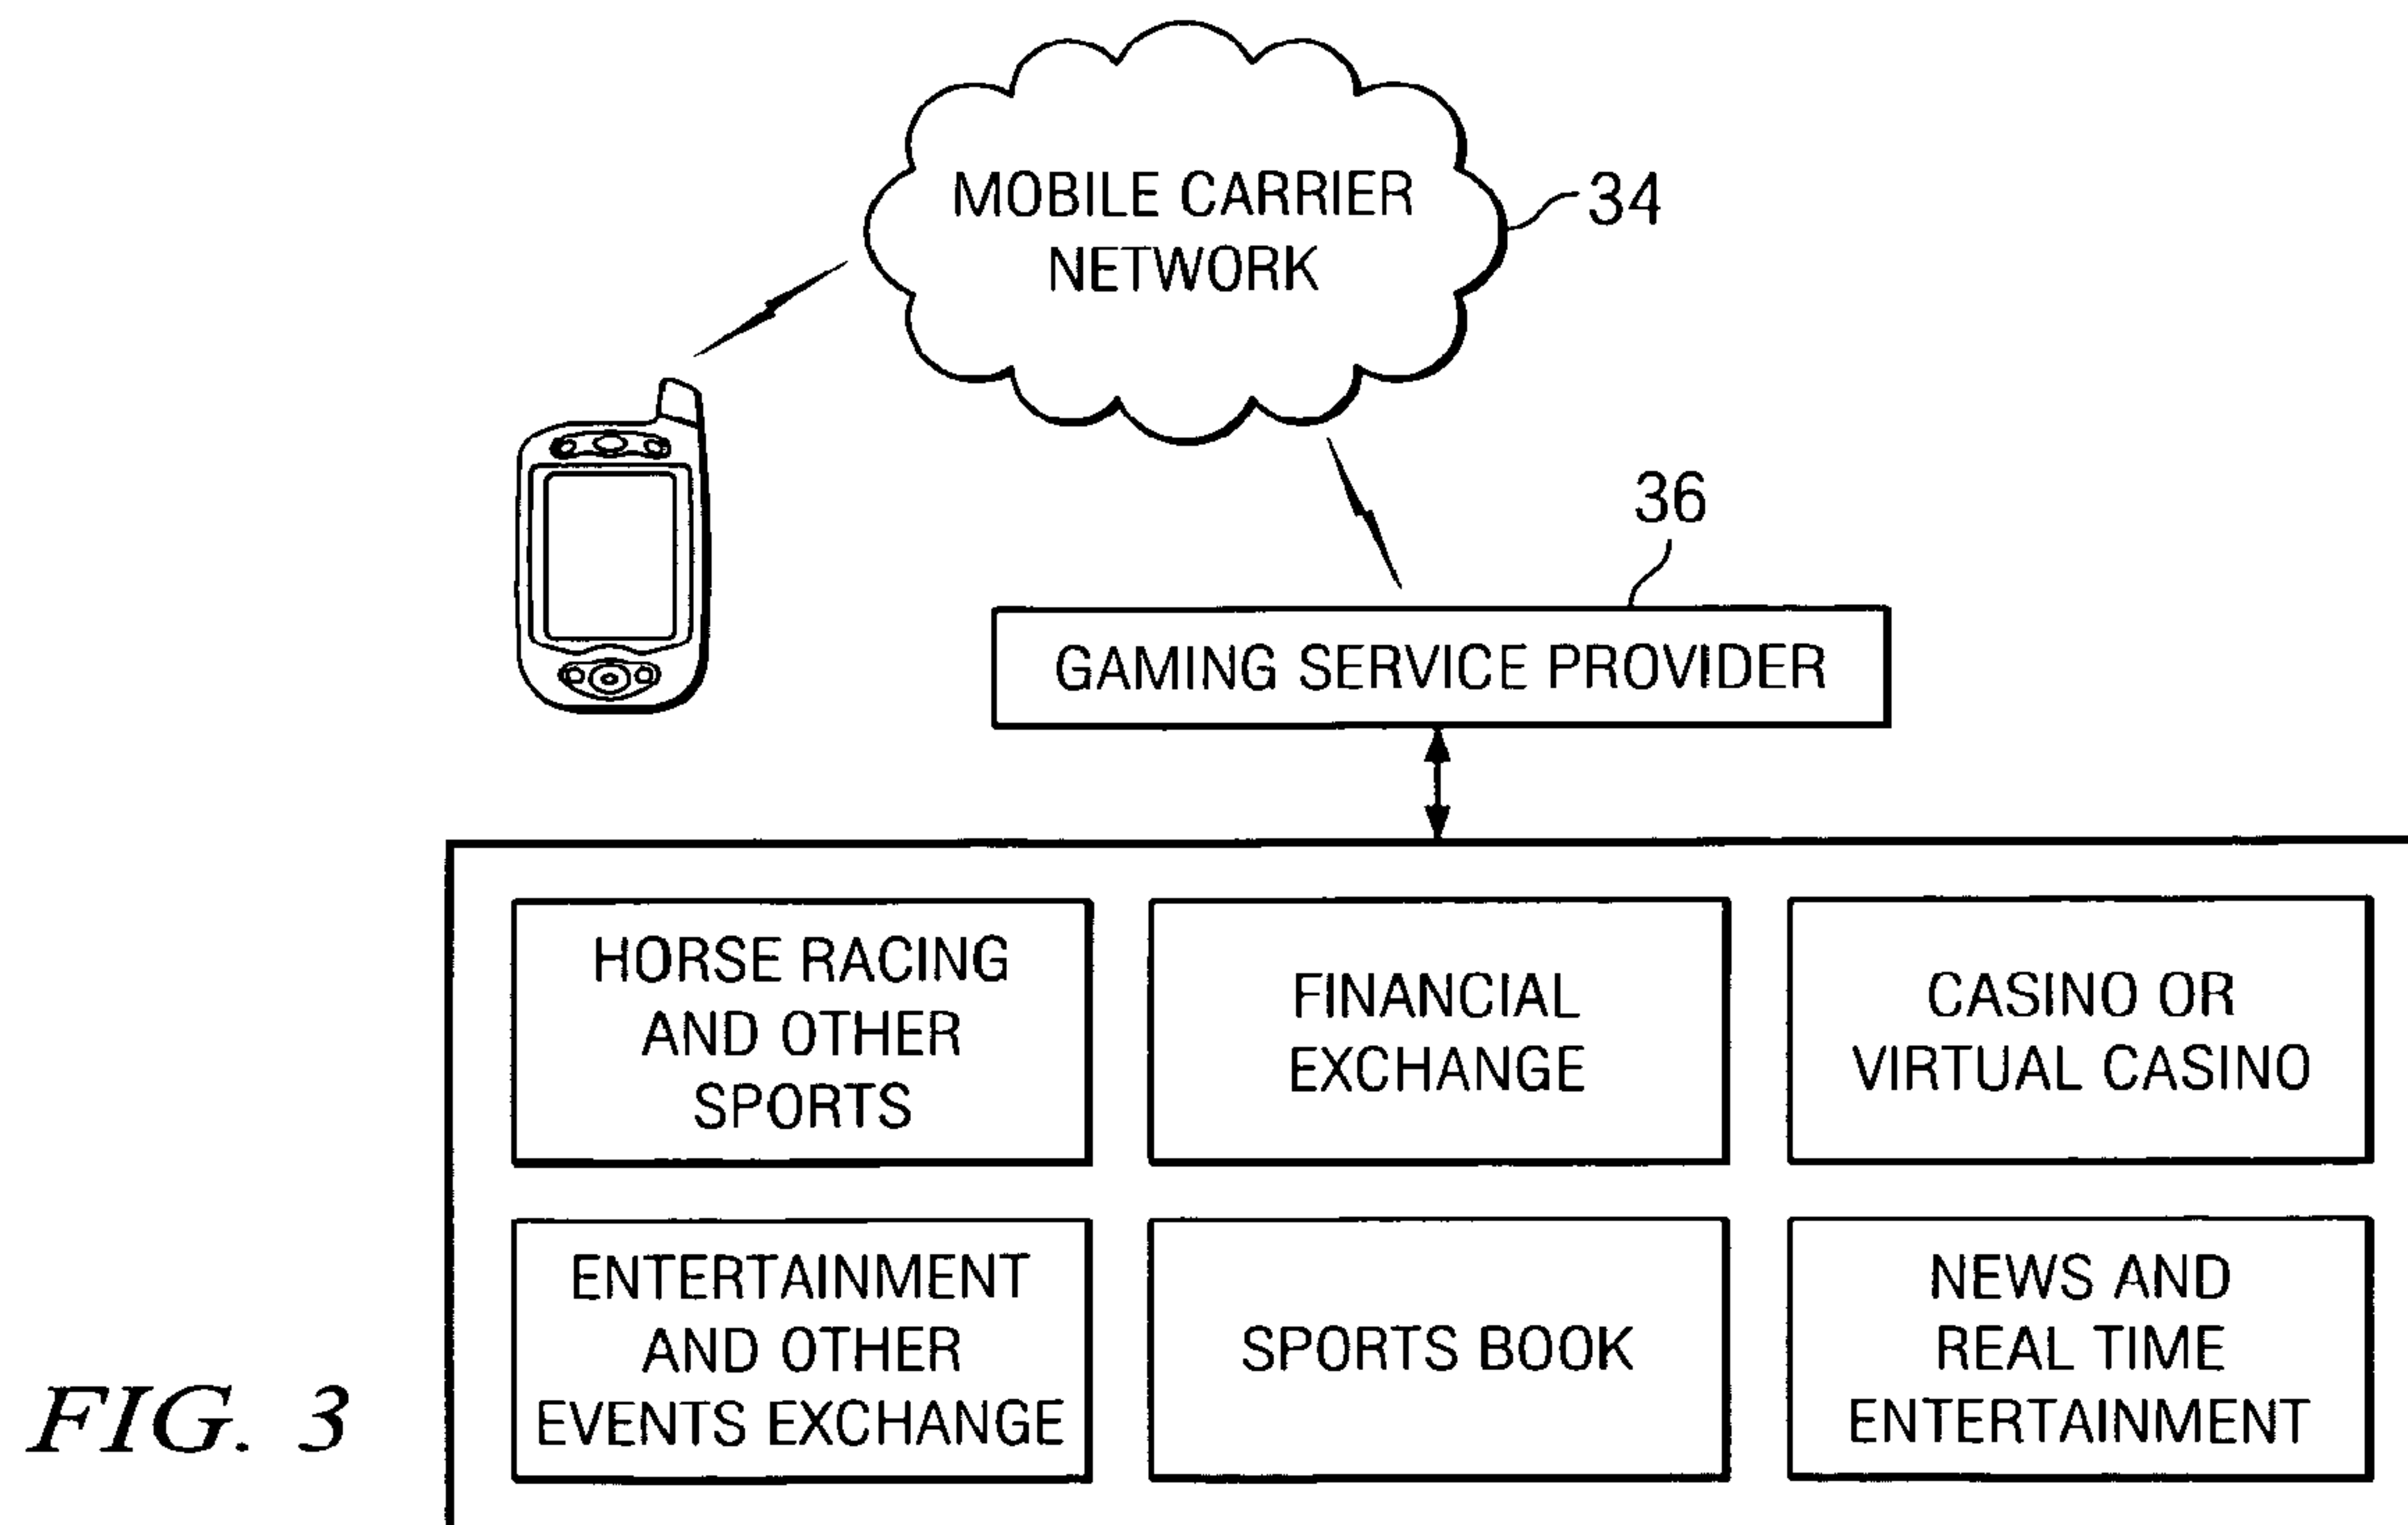 MOBILE CARRIER
NETWORK
34
36
GAMING SERVICE PROVIDER
HORSE RACING
AND OTHER
SPORTS
FINANCIAL
EXCHANGE
CASINO OR
VIRTUAL CASINO
ENTERTAINMENT
AND OTHER
EVENTS EXCHANGE
SPORTS BOOK
NEWS AND
REAL TIME
ENTERTAINMENT
FIG. 3